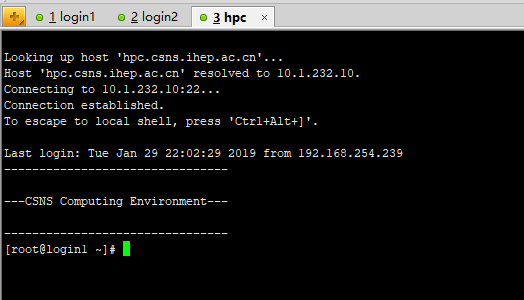 1 login1
2 login2
3 hpc ×
Looking up host 'hpc.csns.ihep.ac.cn'...
Host 'hpc.csns.ihep.ac.cn' resolved to 10.1.232.10.
Connecting to 10.1.232.10:22...
Connection established.
To escape to local shell, press 'Ctrl+Alt+]'.
Last login: Tue Jan 29 22:02:29 2019 from 192.168.254.239
--------------------------------
---CSNS Computing Environment---
--------------------------------
[root@login1 ~]#